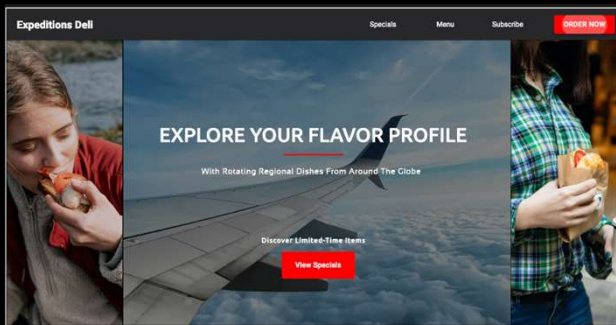 Expeditions Deli
Specials
Menu
Subscribe
ORDER NOW
EXPLORE YOUR FLAVOR PROFILE
With Rotating Regional Dishes From Around The Globe
Discover Limited-Time Items
View Specials